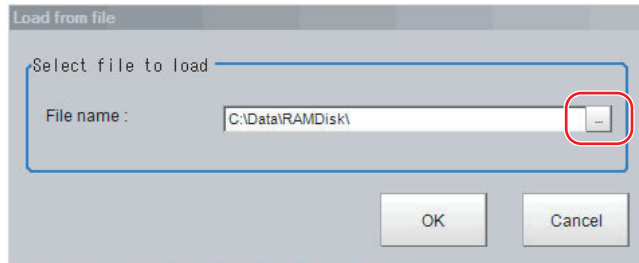 Load from file
Select file to load
File name :
C:\Data\RAMDisk\
...
OK
Cancel